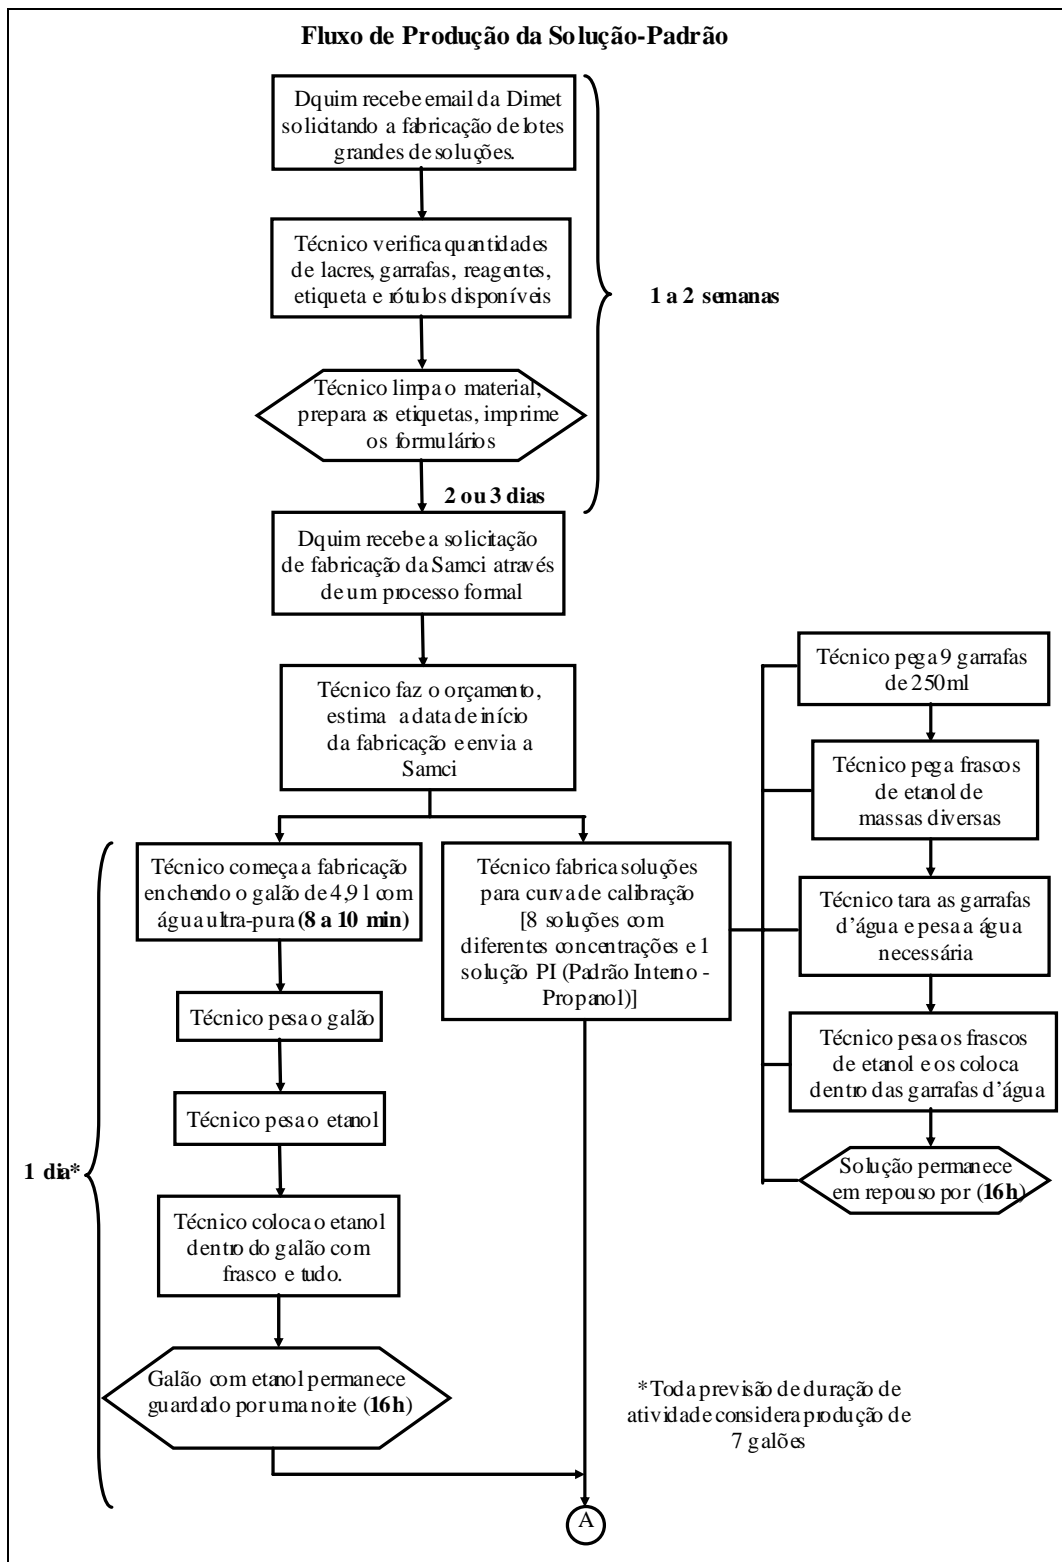 Fluxo de Produção da Solução-Padrão
Dquim recebe email da Dimet
solicitando a fabricação de lotes
grandes de soluções.
Técnico verifica quantidades
de lacres, garrafas, reagentes,
etiqueta e rótulos disponíveis
1 a 2 semanas
Técnico limpa o material,
prepara as etiquetas, imprime
os formulários
2 ou 3 dias
Dquim recebe a solicitação
de fabricação da Samci através
de um processo formal
Técnico faz o orçamento,
estima a data de início
da fabricação e envia a
Samci
Técnico começa a fabricação
enchendo o galão de 4,9 l com
água ultra-pura (8 a 10 min)
Técnico pesa o galão
Técnico pesa o etanol
1 dia*
Técnico coloca o etanol
dentro do galão com
frasco e tudo.
Galão com etanol permanece
guardado por uma noite (16h)
Técnico fabrica soluções
para curva de calibração
[8 soluções com
diferentes concentrações e 1
solução PI (Padrão Interno -
Propanol)]
Técnico pega 9 garrafas
de 250ml
Técnico pega frascos
de etanol de
massas diversas
Técnico tara as garrafas
d’água e pesa a água
necessária
Técnico pesa os frascos
de etanol e os coloca
dentro das garrafas d’água
Solução permanece
em repouso por (16h)
*Toda previsão de duração de
atividade considera produção de
7 galões
A